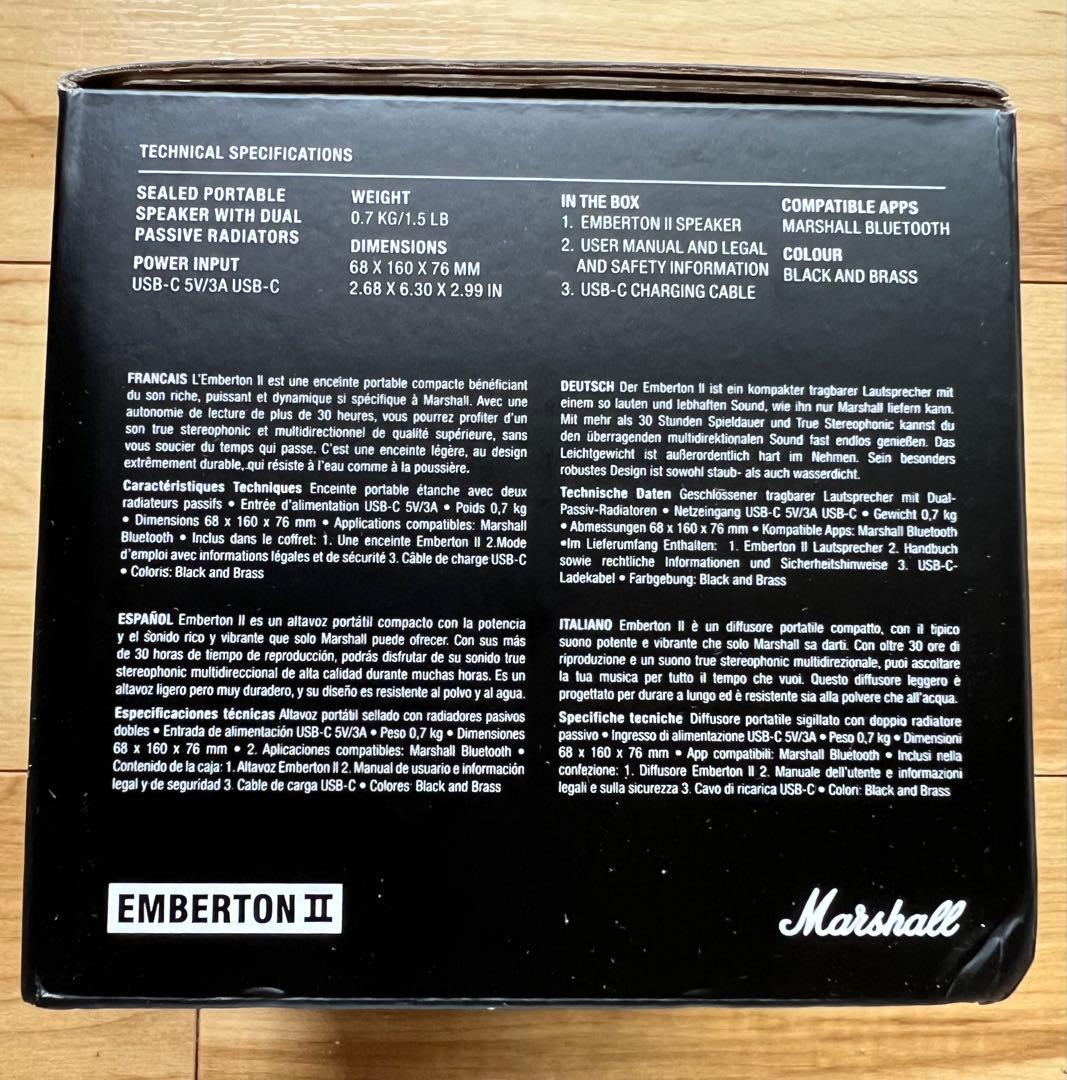 TECHNICAL SPECIFICATIONS
SEALED PORTABLE
SPEAKER WITH DUAL
PASSIVE RADIATORS
POWER INPUT
USB-C 5V/3A USB-C
WEIGHT
0.7 KG/1.5 LB
DIMENSIONS
68 X 160 X 76 MM
2.68 X 6.30 X 2.99 IN
IN THE BOX
1. EMBERTON II SPEAKER
2. USER MANUAL AND LEGAL
AND SAFETY INFORMATION
3. USB-C CHARGING CABLE
COMPATIBLE APPS
MARSHALL BLUETOOTH
COLOUR
BLACK AND BRASS
FRANCAIS L'Emberton II est une enceinte portable compacte bénéficiant
du son riche, puissant et dynamique si spécifique à Marshall. Avec une
autonomie de lecture de plus de 30 heures, vous pourrez profiter d'un
son true stereophonic et multidirectionnel de qualité supérieure, sans
vous soucier du temps qui passe. C'est une enceinte légère, au design
extrêmement durable, qui résiste à l'eau comme à la poussière.
Caractéristiques Techniques Enceinte portable étanche avec deux
radiateurs passifs • Entrée d'alimentation USB-C 5V/3A • Poids 0,7 kg
• Dimensions 68 x 160 x 76 mm • Applications compatibles: Marshall
Bluetooth • Inclus dans le coffret: 1. Une enceinte Emberton II 2.Mode
d'emploi avec informations légales et de sécurité 3. Câble de charge USB-C
• Coloris: Black and Brass
DEUTSCH Der Emberton II ist ein kompakter tragbarer Lautsprecher mit
einem so lauten und lebhaften Sound, wie ihn nur Marshall liefern kann.
Mit mehr als 30 Stunden Spieldauer und True Stereophonic kannst du
den überragenden multidirektionalen Sound fast endlos genießen. Das
Leichtgewicht ist außerordentlich hart im Nehmen. Sein besonders
robustes Design ist sowohl staub- als auch wasserdicht.
Technische Daten Geschlossener tragbarer Lautsprecher mit Dual-
Passiv-Radiatoren • Netzeingang USB-C 5V/3A USB-C • Gewicht 0,7 kg
• Abmessungen 68 x 160 x 76 mm • Kompatible Apps: Marshall Bluetooth
•Im Lieferumfang Enthalten: 1. Emberton II Lautsprecher 2. Handbuch
sowie rechtliche Informationen und Sicherheitshinweise 3. USB-C-
Ladekabel • Farbgebung: Black and Brass
ESPAÑOL Emberton II es un altavoz portátil compacto con la potencia
y el sonido rico y vibrante que solo Marshall puede ofrecer. Con sus más
de 30 horas de tiempo de reproducción, podrás disfrutar de su sonido true
stereophonic multidireccional de alta calidad durante muchas horas. Es un
altavoz ligero pero muy duradero, y su diseño es resistente al polvo y al agua.
Especificaciones técnicas Altavoz portátil sellado con radiadores pasivos
dobles • Entrada de alimentación USB-C 5V/3A • Peso 0,7 kg • Dimensiones
68 x 160 x 76 mm • 2. Aplicaciones compatibles: Marshall Bluetooth •
Contenido de la caja: 1. Altavoz Emberton II 2. Manual de usuario e información
legal y de seguridad 3. Cable de carga USB-C • Colores: Black and Brass
ITALIANO Emberton II è un diffusore portatile compatto, con il tipico
suono potente e vibrante che solo Marshall sa darti. Con oltre 30 ore di
riproduzione e un suono true stereophonic multidirezionale, puoi ascoltare
la tua musica per tutto il tempo che vuoi. Questo diffusore leggero è
progettato per durare a lungo ed è resistente sia alla polvere che all'acqua.
Specifiche tecniche Diffusore portatile sigillato con doppio radiatore
passivo • Ingresso di alimentazione USB-C 5V/3A • Peso 0,7 kg • Dimensioni
68 x 160 x 76 mm • App compatibili: Marshall Bluetooth • Inclusi nella
confezione: 1. Diffusore Emberton II 2. Manuale dell'utente e informazioni
legali e sulla sicurezza 3. Cavo di ricarica USB-C • Colori: Black and Brass
EMBERTON II
Marshall